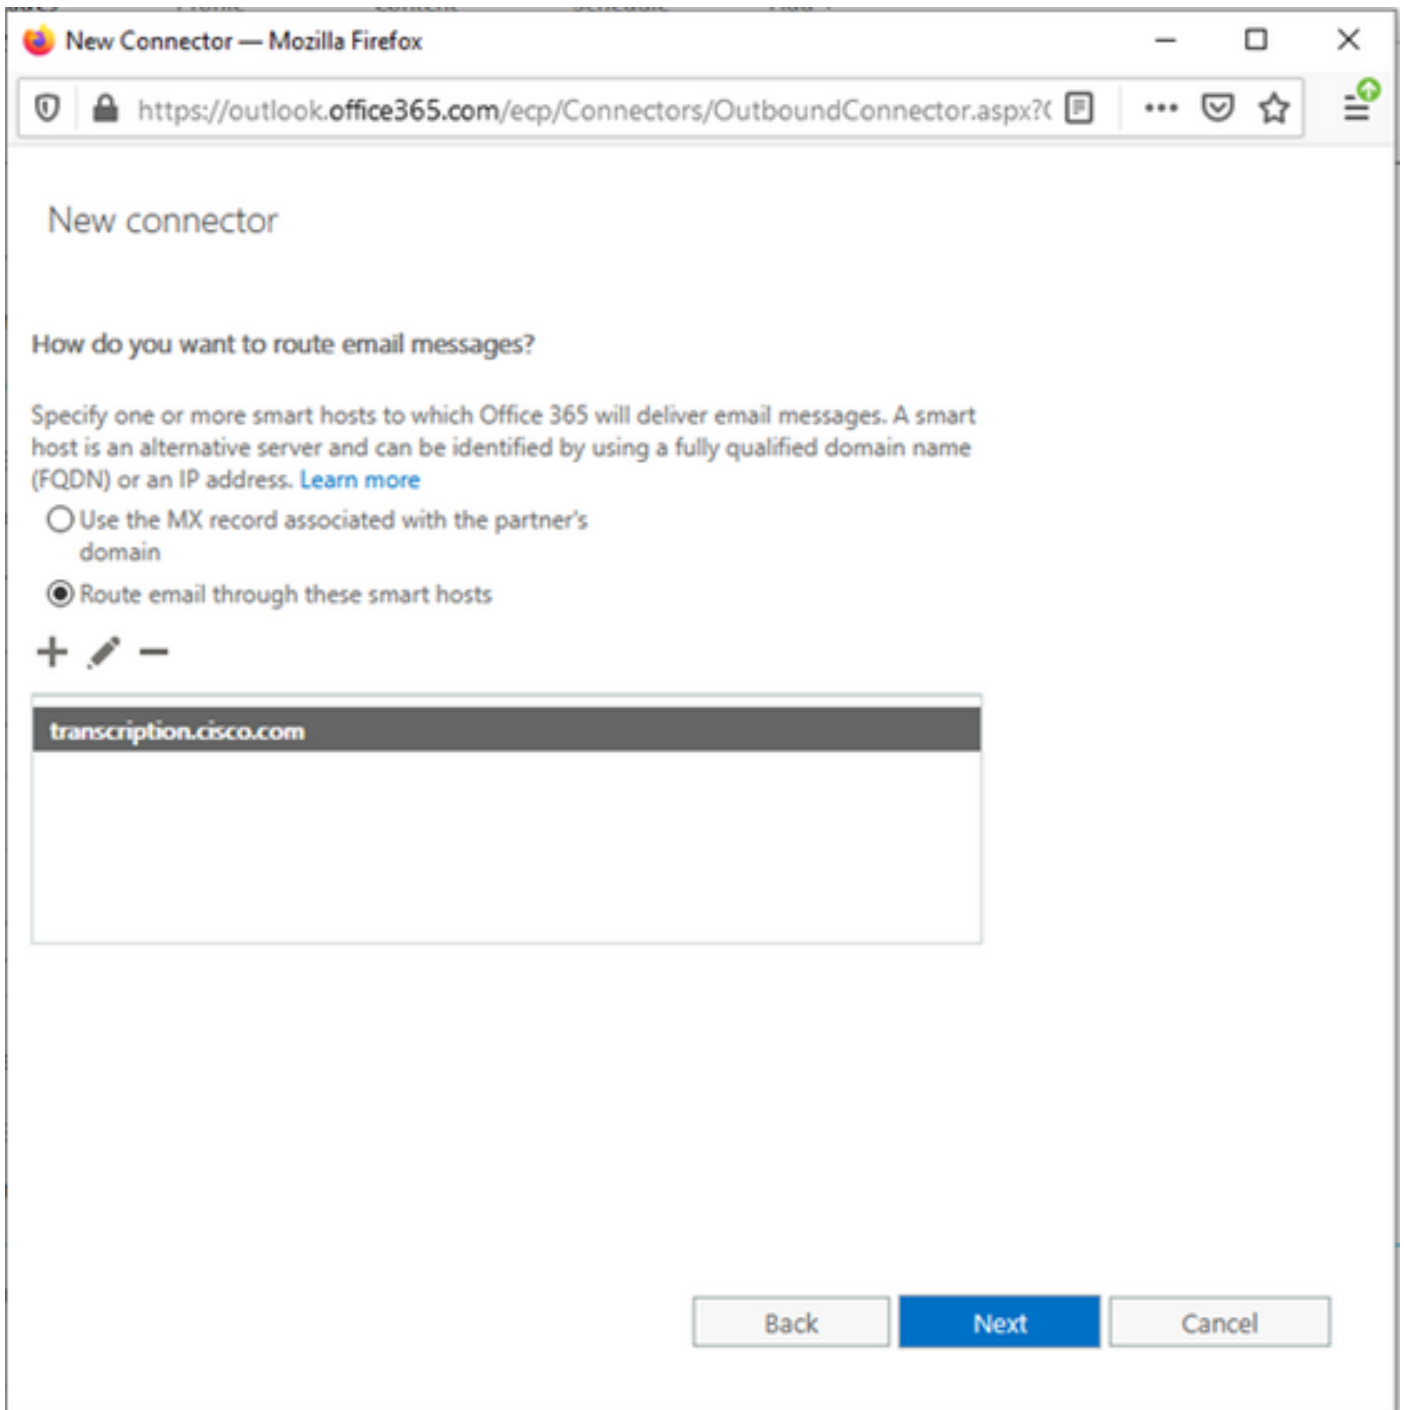 Profile Content Schedule
New Connector — Mozilla Firefox
https://outlook.office365.com/ecp/Connectors/OutboundConnector.aspx?
New connector
How do you want to route email messages?
Specify one or more smart hosts to which Office 365 will deliver email messages. A smart
host is an alternative server and can be identified by using a fully qualified domain name
(FQDN) or an IP address. Learn more
Use the MX record associated with the partner's
domain
Route email through these smart hosts
transcription.cisco.com
Back Next Cancel